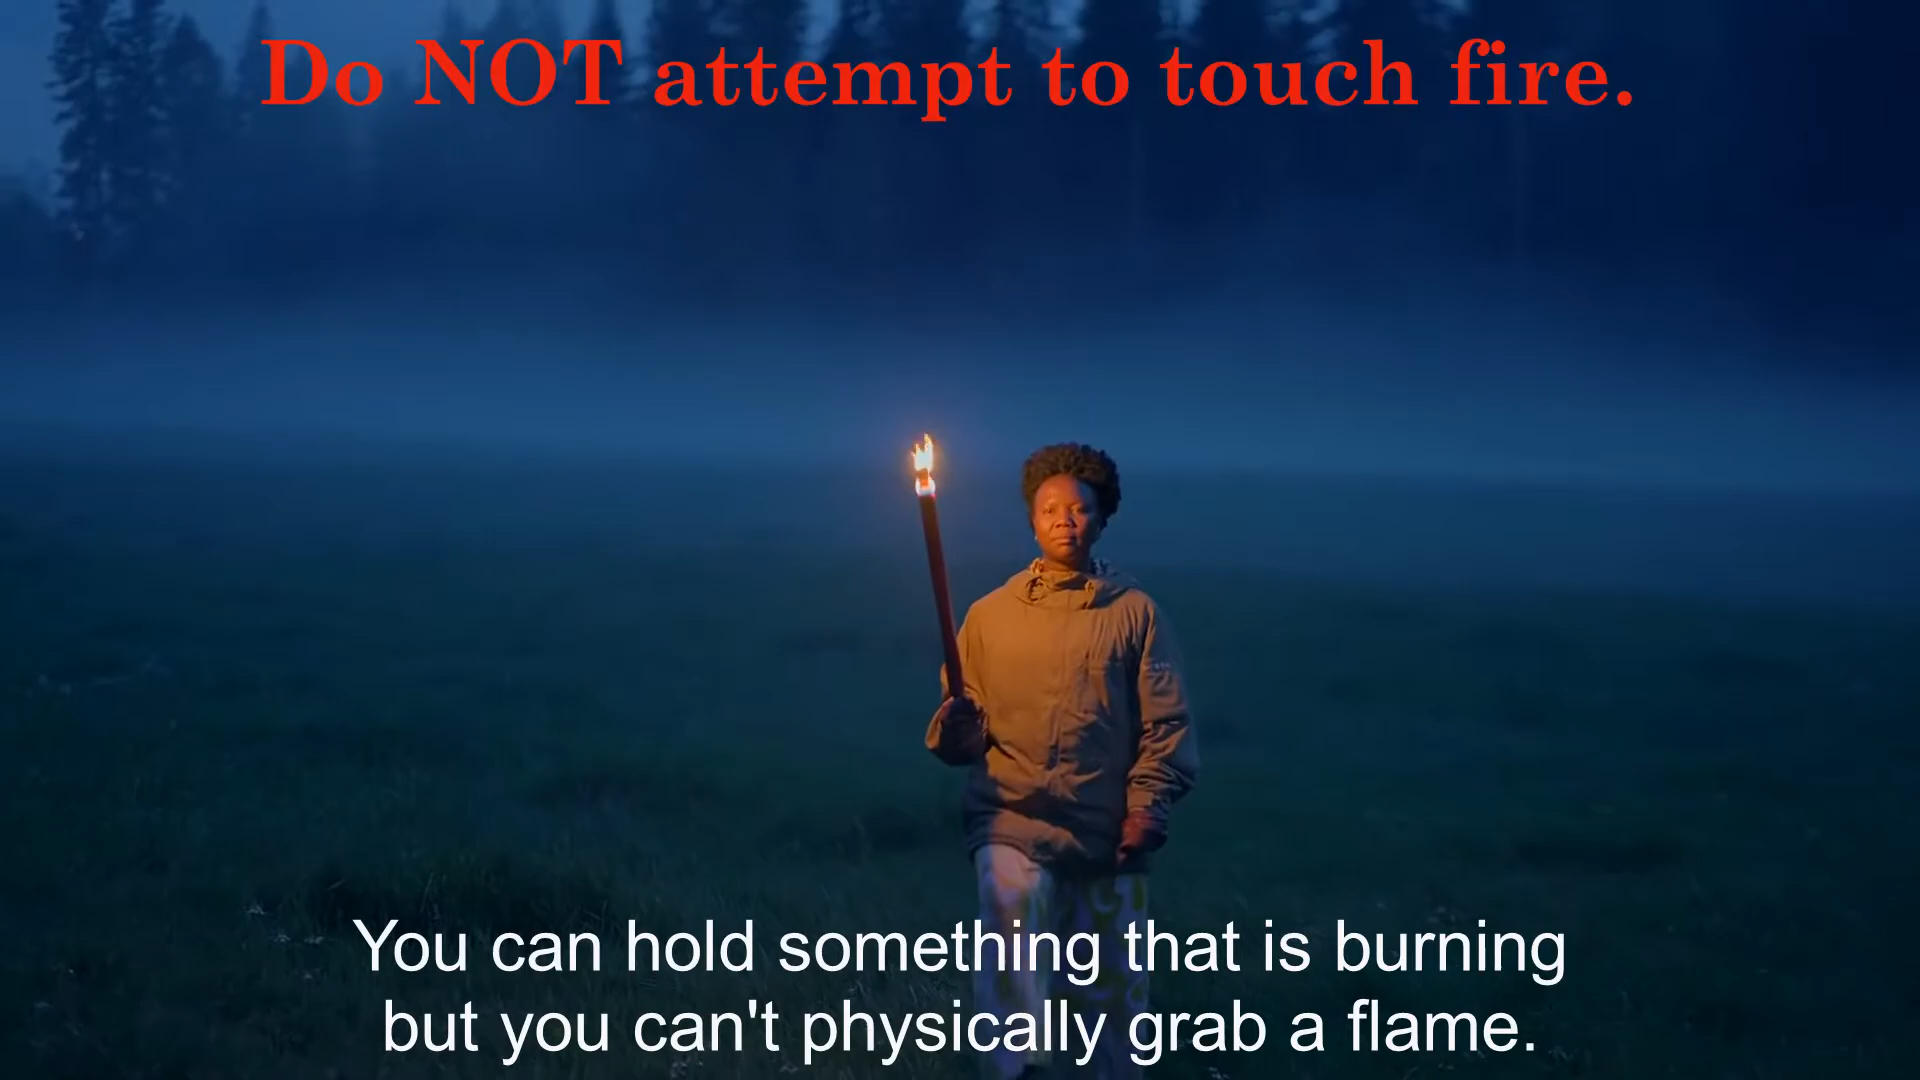 Do NOT attempt to touch fire.
You can hold something that is burning
but you can't physically grab a flame.